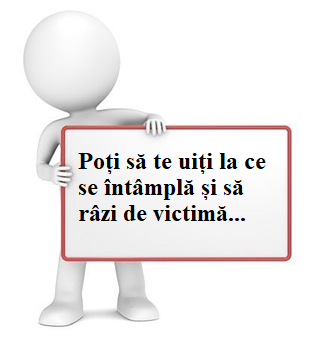 Poți să te uiți la ce
se întâmplă și să
râzi de victimă...